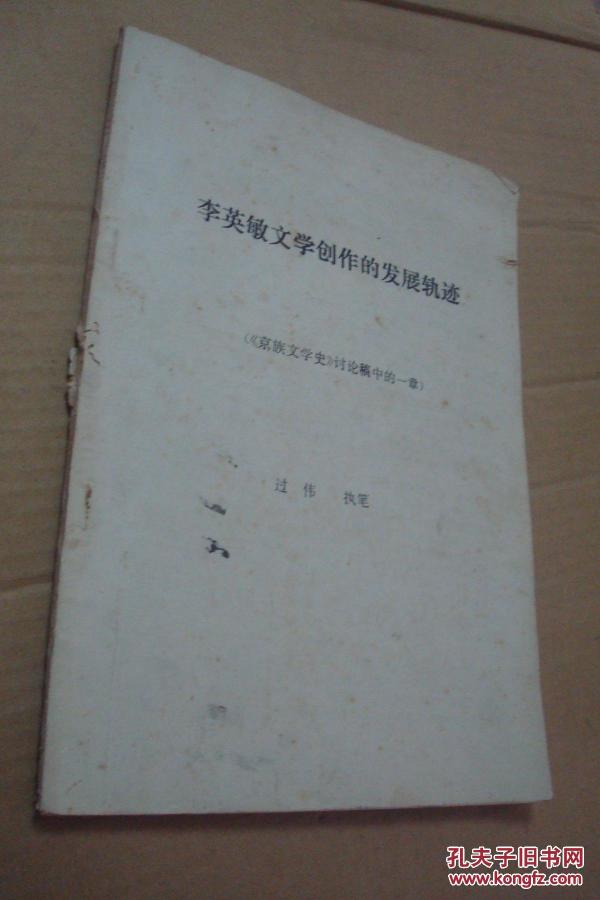 李英敏文学创作的发展轨迹
(《京族文学史》讨论稿中的一章)
过伟 执笔
孔夫子旧书网
www.kongfz.com